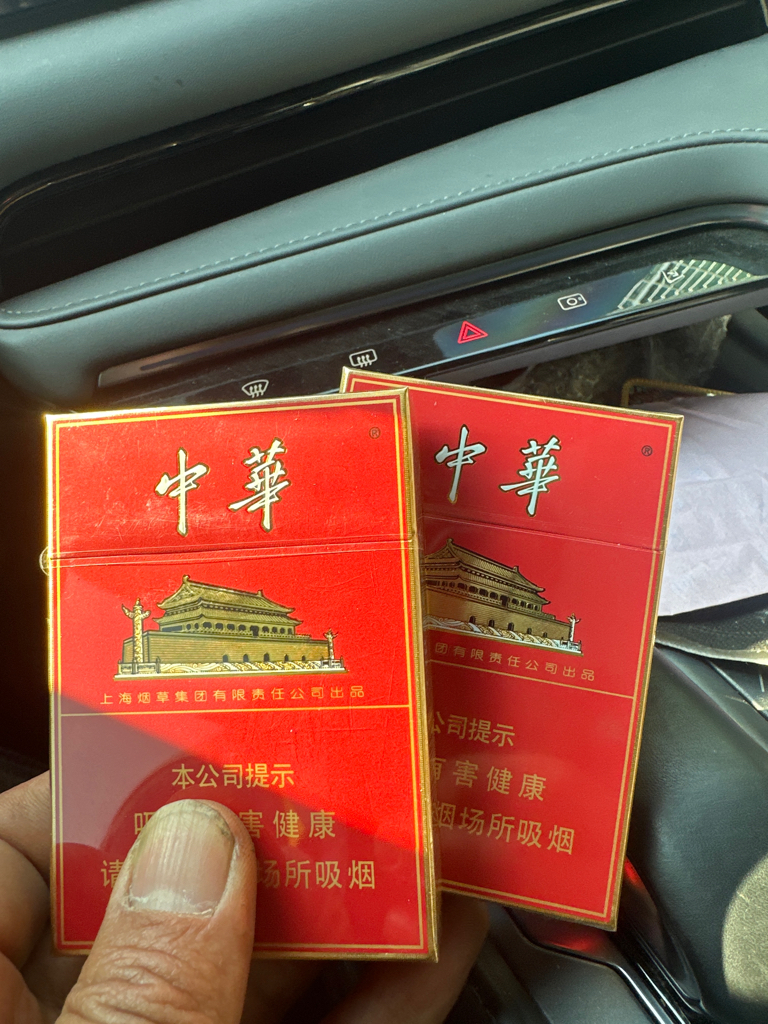 中華
®
上海烟草集团有限责任公司出品
本公司提示
害健康
请
场所吸烟
中華
®
团有限责任公司出品
公司提示
害健康
烟场所吸烟